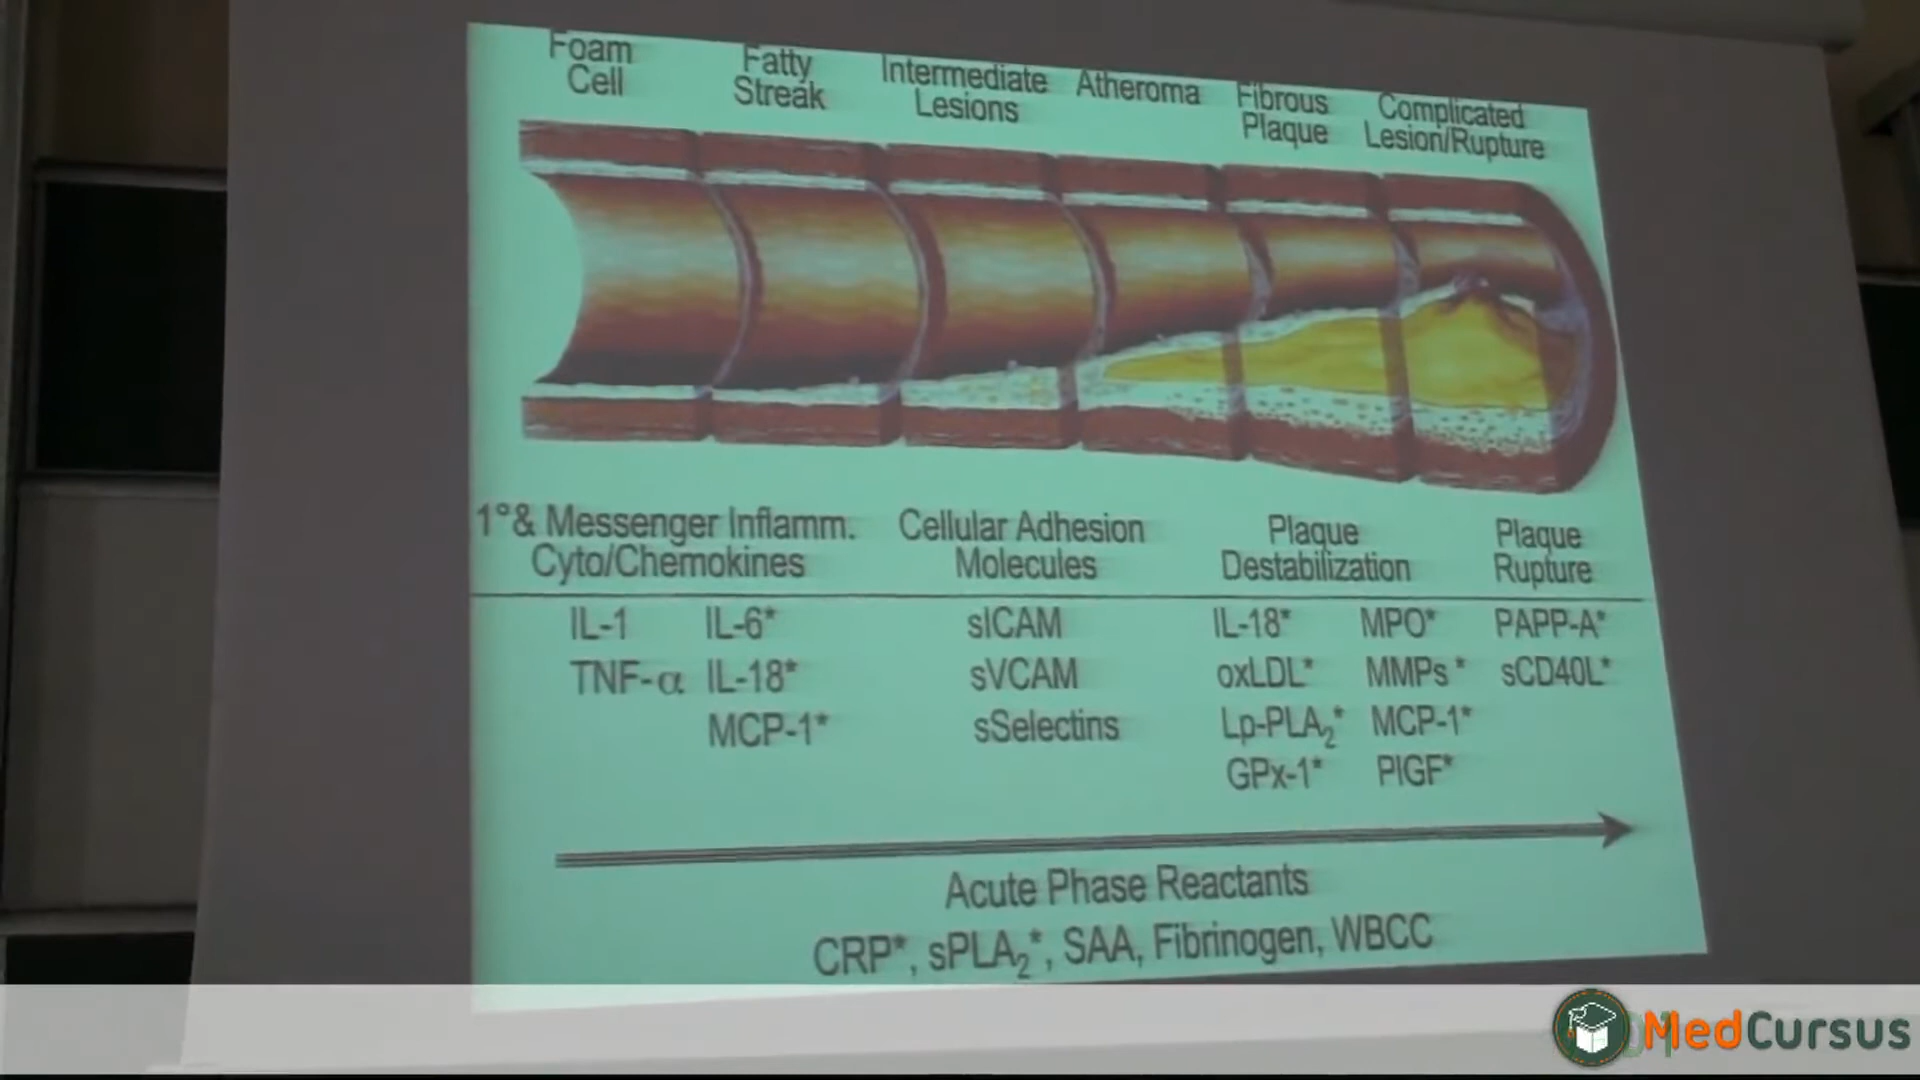 Foam Cell
Fatty Streak
Intermediate Lesions
Atheroma
Fibrous Plaque
Complicated Lesion/Rupture
1°& Messenger Inflamm. Cyto/Chemokines
Cellular Adhesion Molecules
Plaque Destabilization
Plaque Rupture
IL-1 IL-6* sICAM IL-18* MPO* PAPP-A*
TNF-α IL-18* sVCAM oxLDL* MMPs* sCD40L*
MCP-1* sSelectins Lp-PLA₂* MCP-1*
GPx-1* PlGF*
Acute Phase Reactants
CRP*, sPLA₂*, SAA, Fibrinogen, WBCC
MedCursus